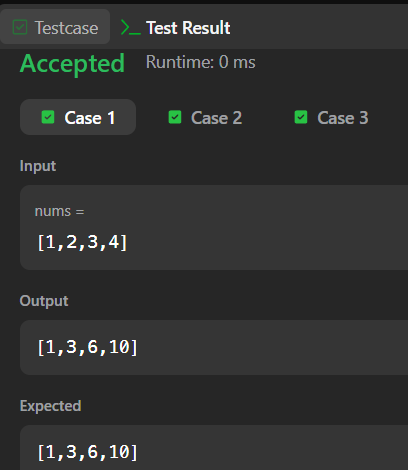 Testcase
Test Result
Accepted
Runtime: 0 ms
Case 1
Case 2
Case 3
Input
nums =
[1,2,3,4]
Output
[1,3,6,10]
Expected
[1,3,6,10]